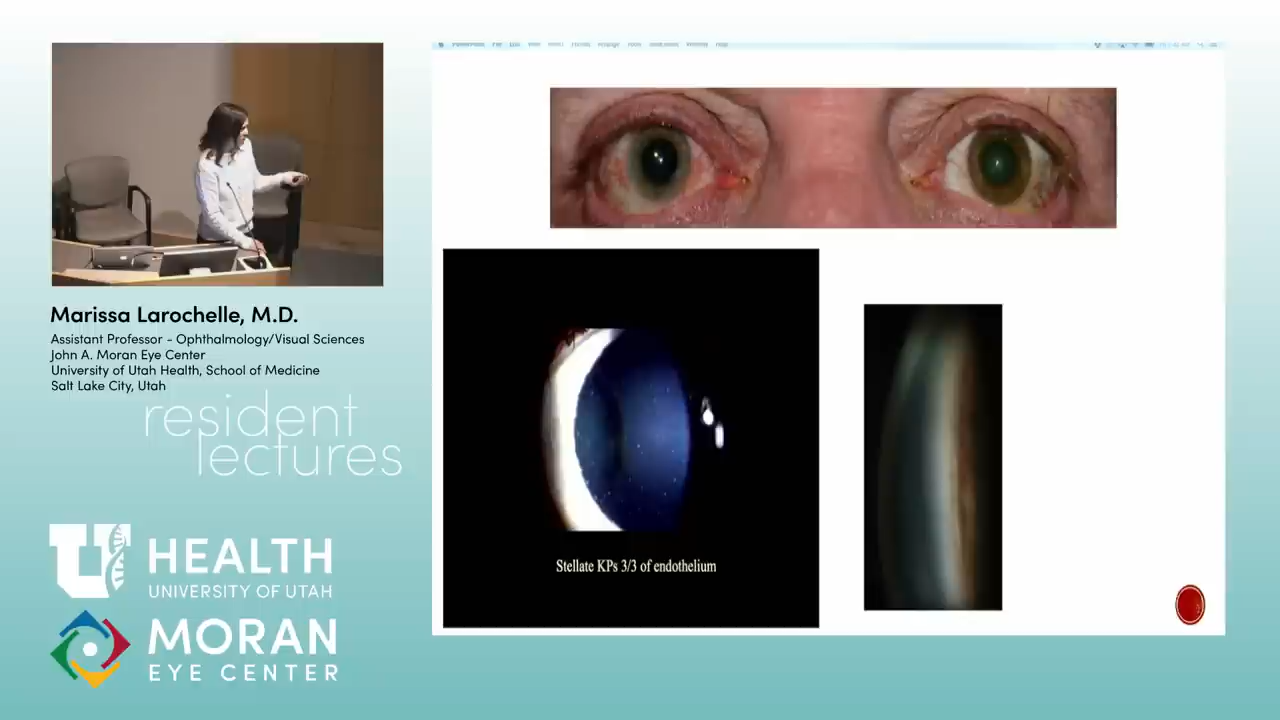 Marissa Larochelle, M.D.
Assistant Professor - Ophthalmology/Visual Sciences
John A. Moran Eye Center
University of Utah Health, School of Medicine
Salt Lake City, Utah
resident
lectures
U HEALTH
UNIVERSITY OF UTAH
MORAN
EYE CENTER
Stellate KPs 3/3 of endothelium